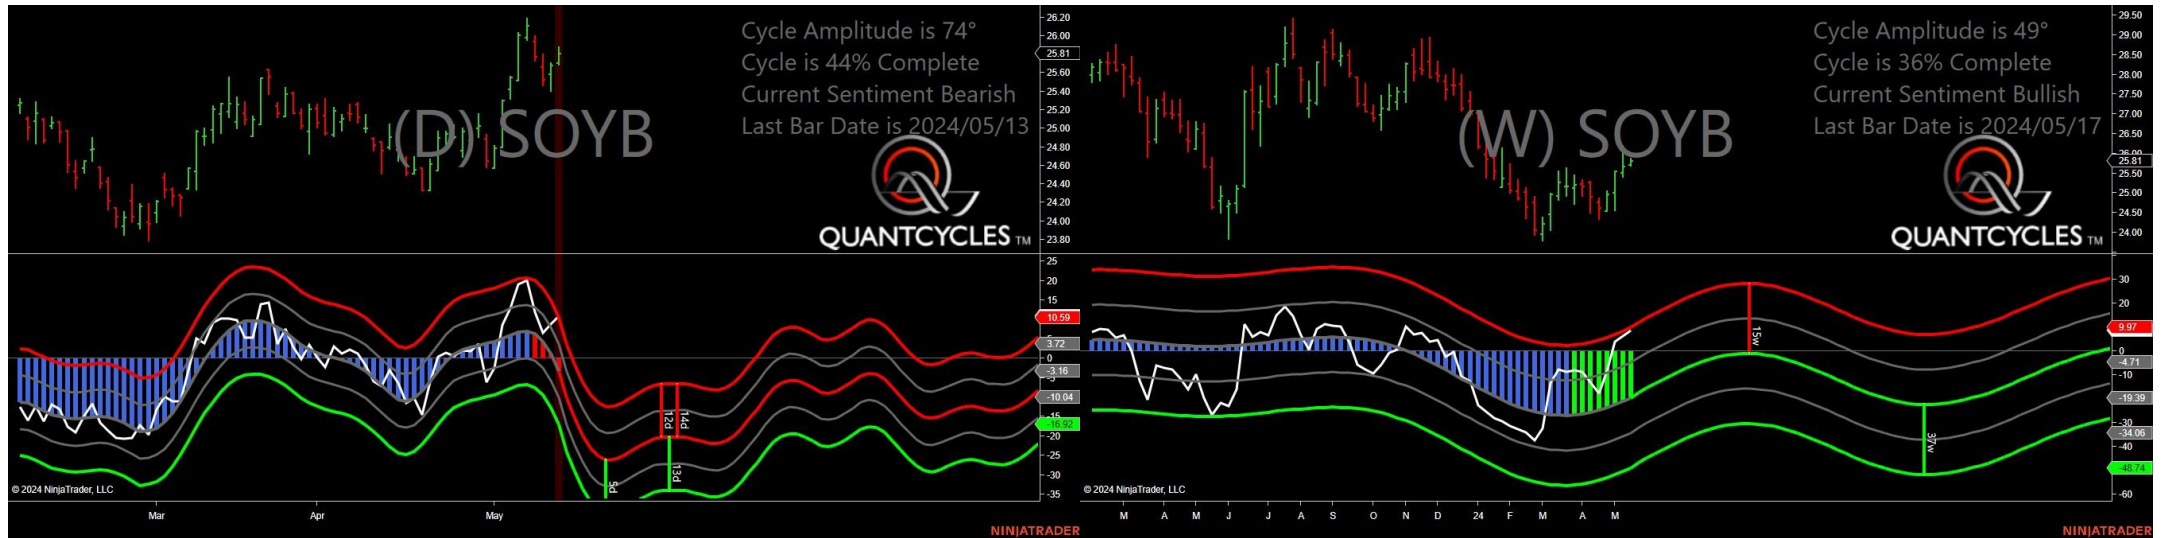 Cycle Amplitude is 74°
Cycle is 44% Complete
Current Sentiment Bearish
Last Bar Date is 2024/05/13
(D) SOYB
QUANTCYCLES TM
26.20
26.00
25.81
25.60
25.40
25.20
25.00
24.80
24.60
24.40
24.20
24.00
23.80
25
20
15
10.59
3.72
0
-3.16
-10.04
-15
-16.92
-20
-25
-30
-35
12d
14d
13d
5d
© 2024 NinjaTrader, LLC
Mar
Apr
May
NINJATRADER
Cycle Amplitude is 49°
Cycle is 36% Complete
Current Sentiment Bullish
Last Bar Date is 2024/05/17
(W) SOYB
QUANTCYCLES TM
29.50
29.00
28.50
28.00
27.50
27.00
26.50
26.00
25.81
25.50
25.00
24.50
24.00
30
20
9.97
0
-4.71
-10
-19.39
-30
-34.06
-40
-48.74
-60
15w
37w
© 2024 NinjaTrader, LLC
M A M J J A S O N D 24 F M A M
NINJATRADER